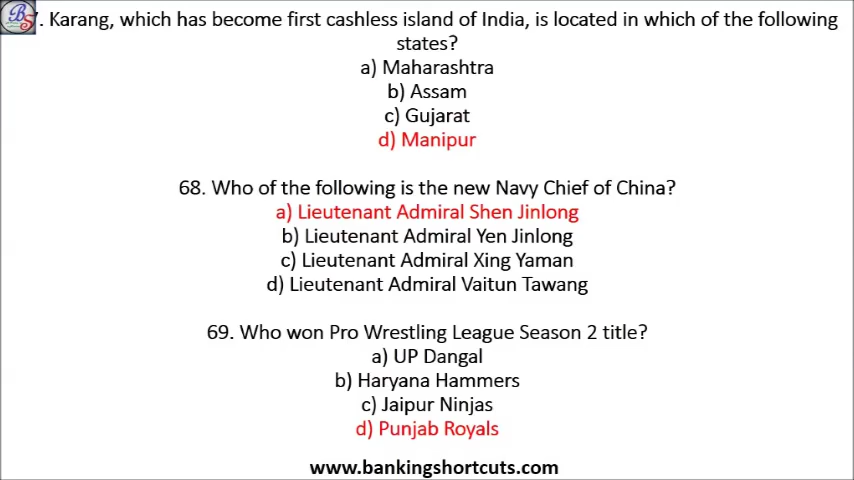 7. Karang, which has become first cashless island of India, is located in which of the following
states?
a) Maharashtra
b) Assam
c) Gujarat
d) Manipur
68. Who of the following is the new Navy Chief of China?
a) Lieutenant Admiral Shen Jinlong
b) Lieutenant Admiral Yen Jinlong
c) Lieutenant Admiral Xing Yaman
d) Lieutenant Admiral Vaitun Tawang
69. Who won Pro Wrestling League Season 2 title?
a) UP Dangal
b) Haryana Hammers
c) Jaipur Ninjas
d) Punjab Royals
www.bankingshortcuts.com